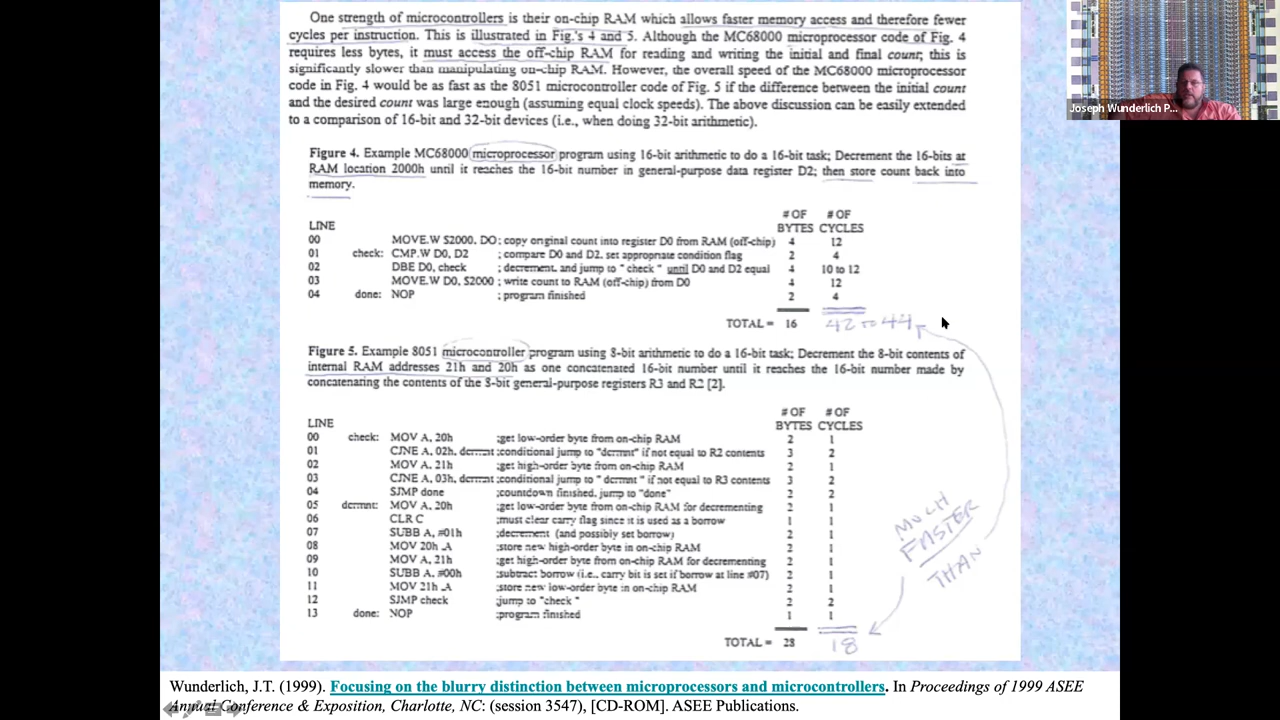 One strength of microcontrollers is their on-chip RAM which allows faster memory access and therefore fewer
cycles per instruction. This is illustrated in Fig.'s 4 and 5. Although the MC68000 microprocessor code of Fig. 4
requires less bytes, it must access the off-chip RAM for reading and writing the initial and final count; this is
significantly slower than manipulating on-chip RAM. However, the overall speed of the MC68000 microprocessor
code in Fig. 4 would be as fast as the 8051 microcontroller code of Fig. 5 if the difference between the initial count
and the desired count was large enough (assuming equal clock speeds). The above discussion can be easily extended
to a comparison of 16-bit and 32-bit devices (i.e., when doing 32-bit arithmetic).
Joseph Wunderlich P...
Figure 4. Example MC68000 microprocessor program using 16-bit arithmetic to do a 16-bit task; Decrement the 16-bits at
RAM location 2000h until it reaches the 16-bit number in general-purpose data register D2; then store count back into
memory.
# OF # OF
LINE BYTES CYCLES
00 MOVE.W $2000, DO ; copy original count into register D0 from RAM (off-chip) 4 12
01 check: CMP.W D0, D2 ; compare D0 and D2, set appropriate condition flag 2 4
02 DBE D0, check ; decrement, and jump to "check" until D0 and D2 equal 4 10 to 12
03 MOVE.W D0, $2000 ; write count to RAM (off-chip) from D0 4 12
04 done: NOP ; program finished 2 4
TOTAL = 16 42 to 44
Figure 5. Example 8051 microcontroller program using 8-bit arithmetic to do a 16-bit task; Decrement the 8-bit contents of
internal RAM addresses 21h and 20h as one concatenated 16-bit number until it reaches the 16-bit number made by
concatenating the contents of the 8-bit general-purpose registers R3 and R2 [2].
# OF # OF
LINE BYTES CYCLES
00 check: MOV A, 20h ;get low-order byte from on-chip RAM 2 1
01 CJNE A, 02h, dcrmnt ;conditional jump to "dcrmnt" if not equal to R2 contents 3 2
02 MOV A, 21h ;get high-order byte from on-chip RAM 2 1
03 CJNE A, 03h, dcrmnt ;conditional jump to "dcrmnt" if not equal to R3 contents 3 2
04 SJMP done ;countdown finished, jump to "done" 2 2
05 dcrmnt: MOV A, 20h ;get low-order byte from on-chip RAM for decrementing 2 1
06 CLR C ;must clear carry flag since it is used as a borrow 1 1
07 SUBB A, #01h ;decrement (and possibly set borrow) 2 1
08 MOV 20h ,A ;store new high-order byte in on-chip RAM 2 1
09 MOV A, 21h ;get high-order byte from on-chip RAM for decrementing 2 1
10 SUBB A, #00h ;subtract borrow (i.e., carry bit is set if borrow at line #07) 2 1
11 MOV 21h ,A ;store new low-order byte in on-chip RAM 2 1
12 SJMP check ;jump to "check" 2 2
13 done: NOP ;program finished 1 1
TOTAL = 28 18
MUCH
FASTER
THAN
Wunderlich, J.T. (1999). Focusing on the blurry distinction between microprocessors and microcontrollers. In Proceedings of 1999 ASEE
Annual Conference & Exposition, Charlotte, NC: (session 3547), [CD-ROM]. ASEE Publications.